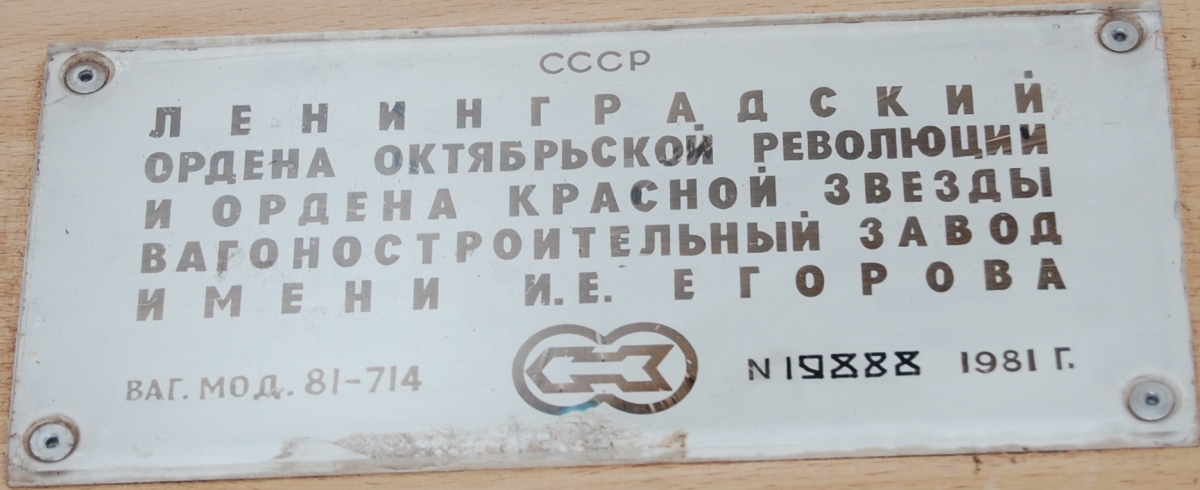 СССР
ЛЕНИНГРАДСКИЙ
ОРДЕНА ОКТЯБРЬСКОЙ РЕВОЛЮЦИИ
И ОРДЕНА КРАСНОЙ ЗВЕЗДЫ
ВАГОНОСТРОИТЕЛЬНЫЙ ЗАВОД
ИМЕНИ И.Е. ЕГОРОВА
ВАГ. МОД. 81-714 N 19888 1981 Г.